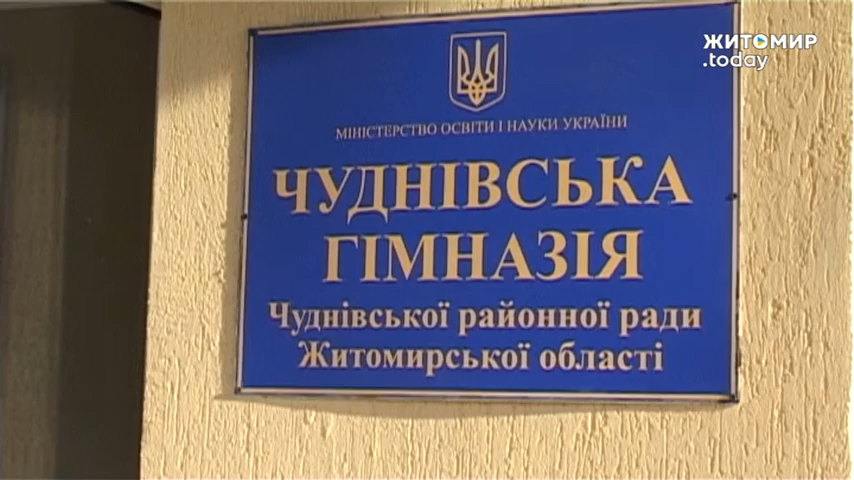 ЖИТОМИР
.today
МІНІСТЕРСТВО ОСВІТИ І НАУКИ УКРАЇНИ
ЧУДНІВСЬКА
ГІМНАЗІЯ
Чуднівської районної ради
Житомирської області